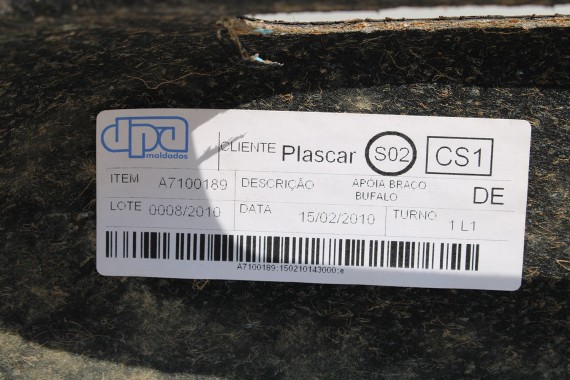 dpa moldados CLIENTE Plascar S02 CS1
ITEM A7100189 DESCRIÇÃO APOIA BRAÇO BUFALO DE
LOTE 0008/2010 DATA 15/02/2010 TURNO 1 L1
A7100189:150210143000:e